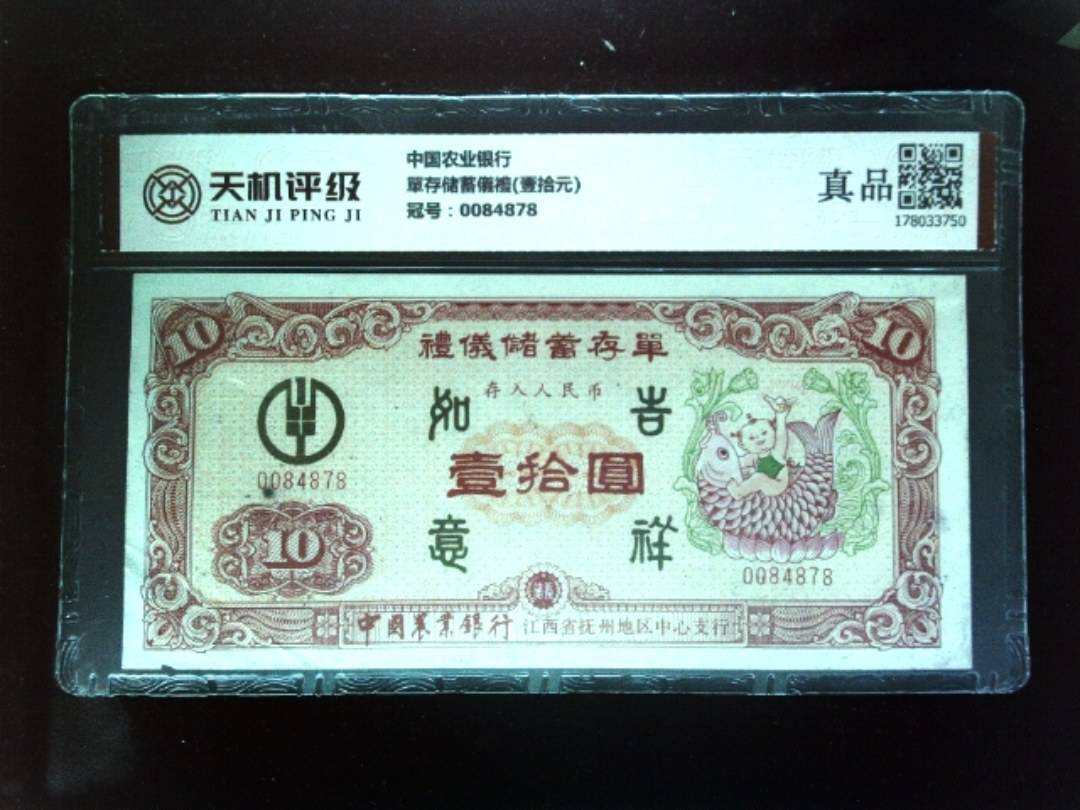 天机评级
TIAN JI PING JI
中国农业银行
單存储蓄儀禮(壹拾元)
冠号：0084878
真品
178033750
10
10
禮儀儲蓄存單
存入人民币
如
吉
0084878
壹拾圓
10
意
祥
0084878
中國農業銀行 江西省抚州地区中心支行